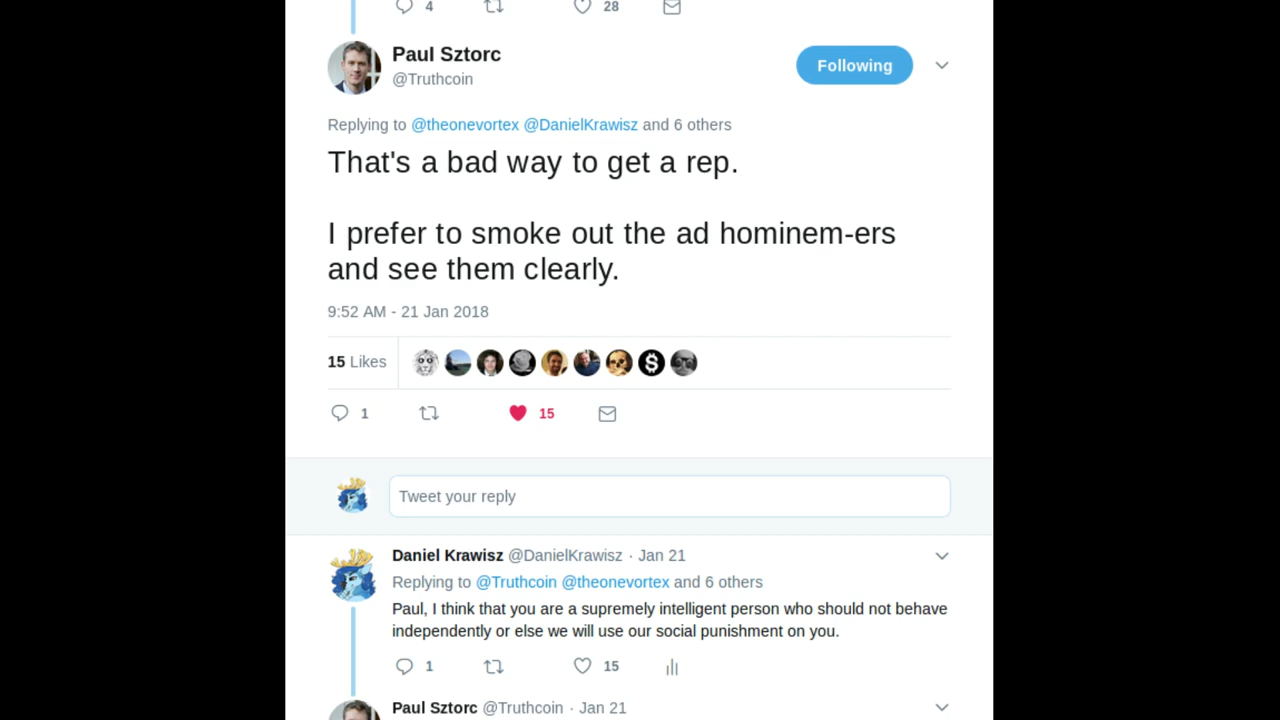 4 28
Paul Sztorc
@Truthcoin
Following
Replying to @theonevortex @DanielKrawisz and 6 others
That's a bad way to get a rep.
I prefer to smoke out the ad hominem-ers
and see them clearly.
9:52 AM - 21 Jan 2018
15 Likes
$
1 15
Tweet your reply
Daniel Krawisz @DanielKrawisz · Jan 21
Replying to @Truthcoin @theonevortex and 6 others
Paul, I think that you are a supremely intelligent person who should not behave
independently or else we will use our social punishment on you.
1 15
Paul Sztorc @Truthcoin · Jan 21